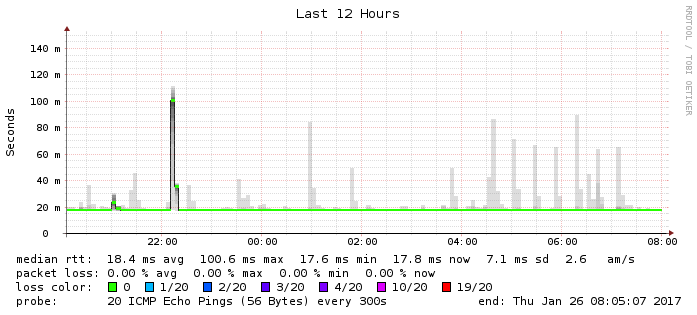 Last 12 Hours
RRDTOOL / TOBI OETIKER
Seconds
140 m
120 m
100 m
80 m
60 m
40 m
20 m
0
22:00 00:00 02:00 04:00 06:00 08:00
median rtt: 18.4 ms avg 100.6 ms max 17.6 ms min 17.8 ms now 7.1 ms sd 2.6 am/s
packet loss: 0.00 % avg 0.00 % max 0.00 % min 0.00 % now
loss color: 0 1/20 2/20 3/20 4/20 10/20 19/20
probe: 20 ICMP Echo Pings (56 Bytes) every 300s end: Thu Jan 26 08:05:07 2017